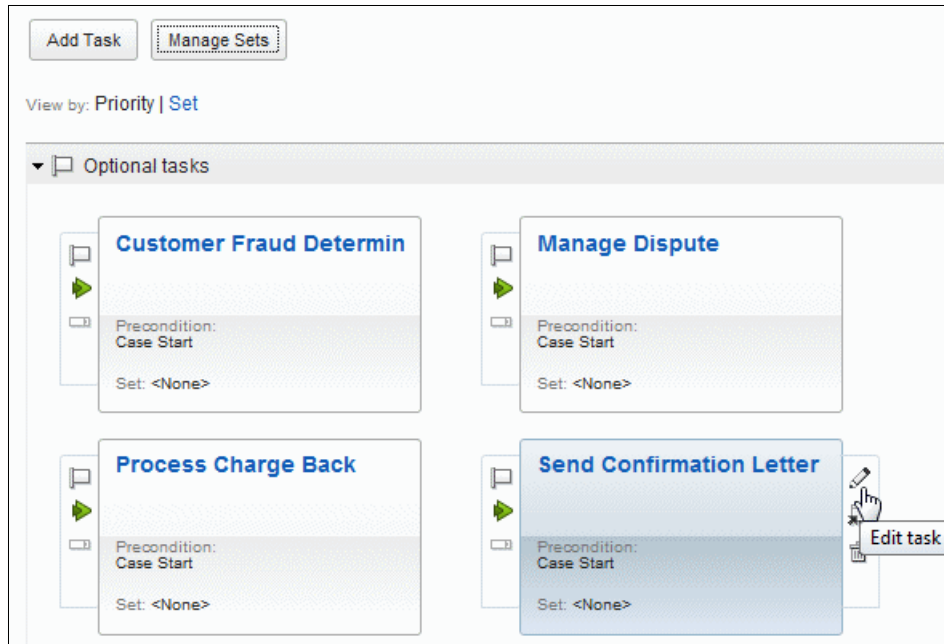 Add Task
Manage Sets
View by: Priority | Set
Optional tasks
Customer Fraud Determin
Precondition:
Case Start
Set: <None>
Manage Dispute
Precondition:
Case Start
Set: <None>
Process Charge Back
Precondition:
Case Start
Set: <None>
Send Confirmation Letter
Precondition:
Case Start
Set: <None>
Edit task